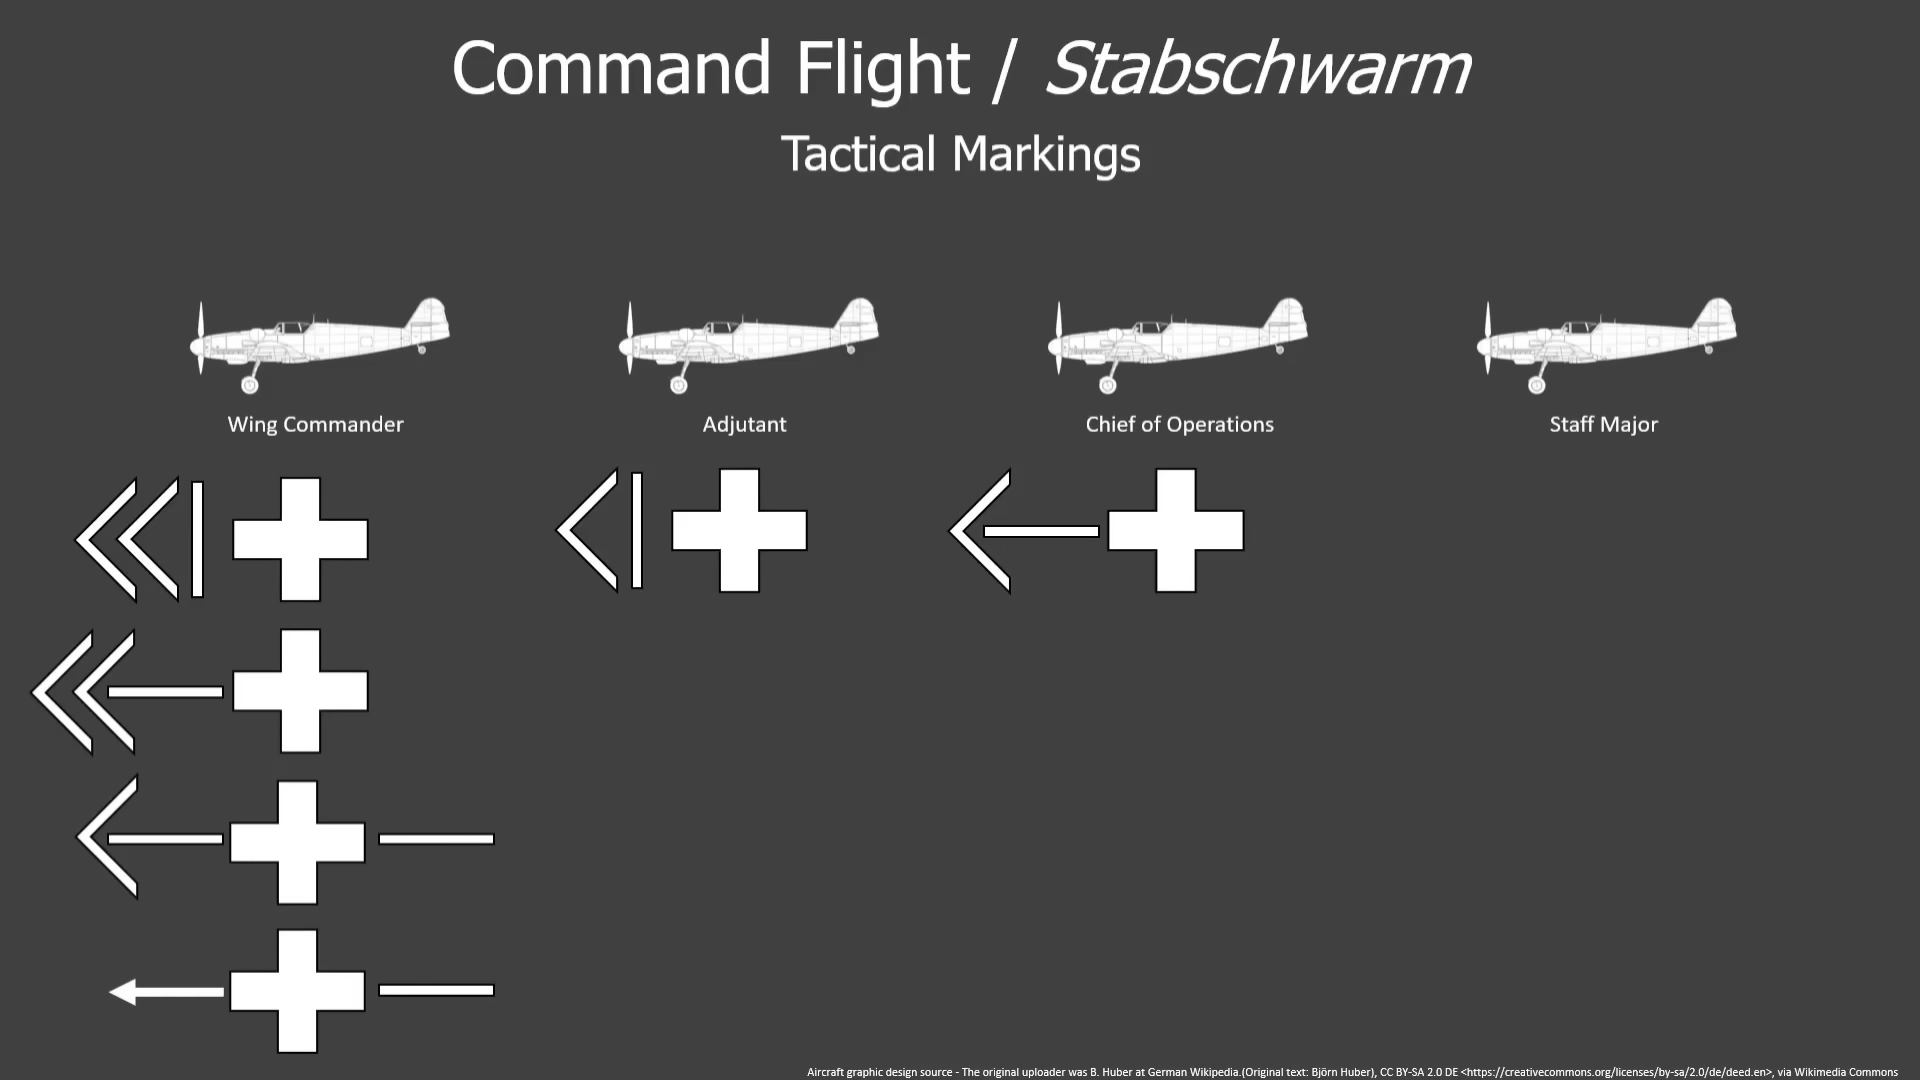 Command Flight / Stabschwarm
Tactical Markings
Wing Commander
Adjutant
Chief of Operations
Staff Major
Aircraft graphic design source - The original uploader was B. Huber at German Wikipedia.(Original text: Björn Huber), CC BY-SA 2.0 DE <https://creativecommons.org/licenses/by-sa/2.0/de/deed.en>, via Wikimedia Commons